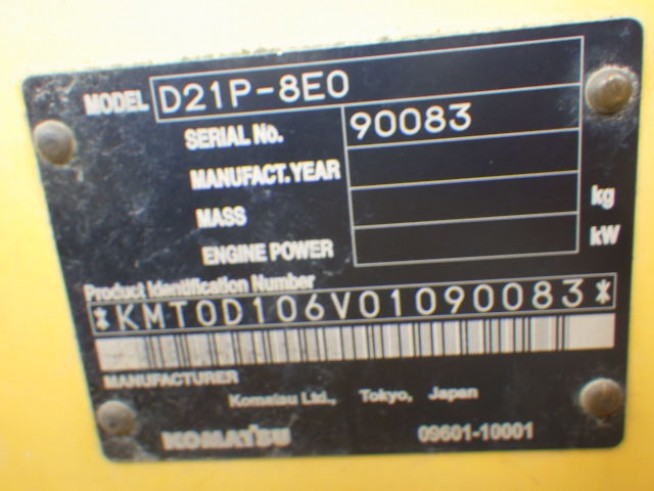 MODEL D21P-8E0
SERIAL No. 90083
MANUFACT.YEAR
MASS kg
ENGINE POWER kW
Product Identification Number
*KMT0D106V01090083*
MANUFACTURER
Komatsu Ltd., Tokyo, Japan
KOMATSU 09601-10001